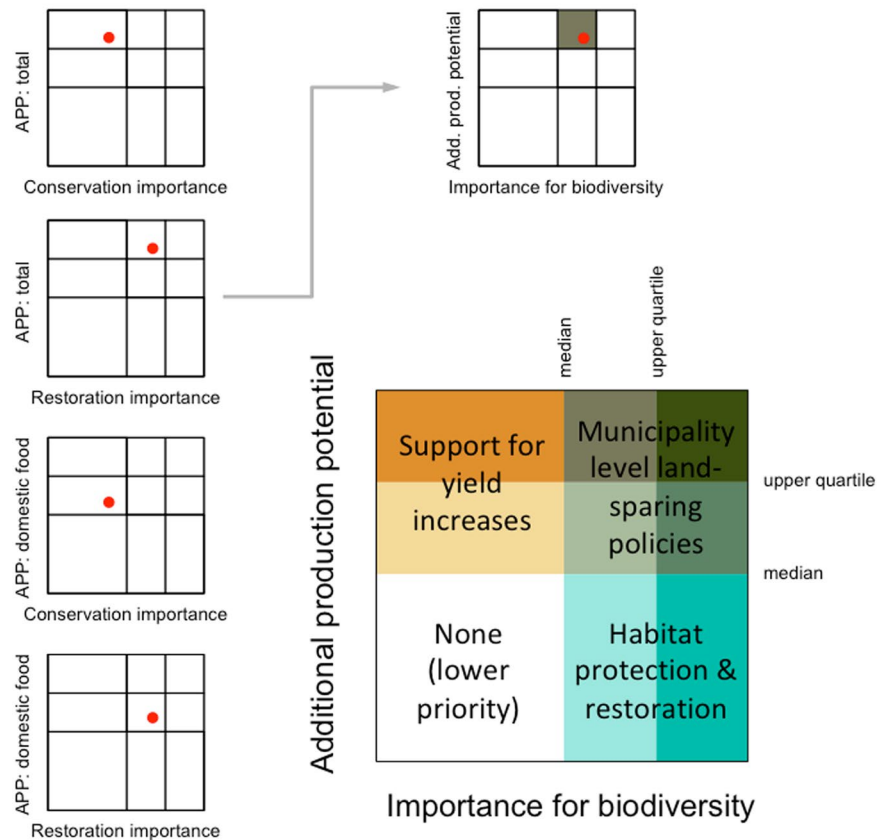 APP: total
Conservation importance
APP: total
Restoration importance
APP: domestic food
Conservation importance
APP: domestic food
Restoration importance
Add. prod. potential
Importance for biodiversity
median
upper quartile
Additional production potential
Support for
yield
increases
Municipality
level land-
sparing
policies
upper quartile
median
None
(lower
priority)
Habitat
protection &
restoration
Importance for biodiversity